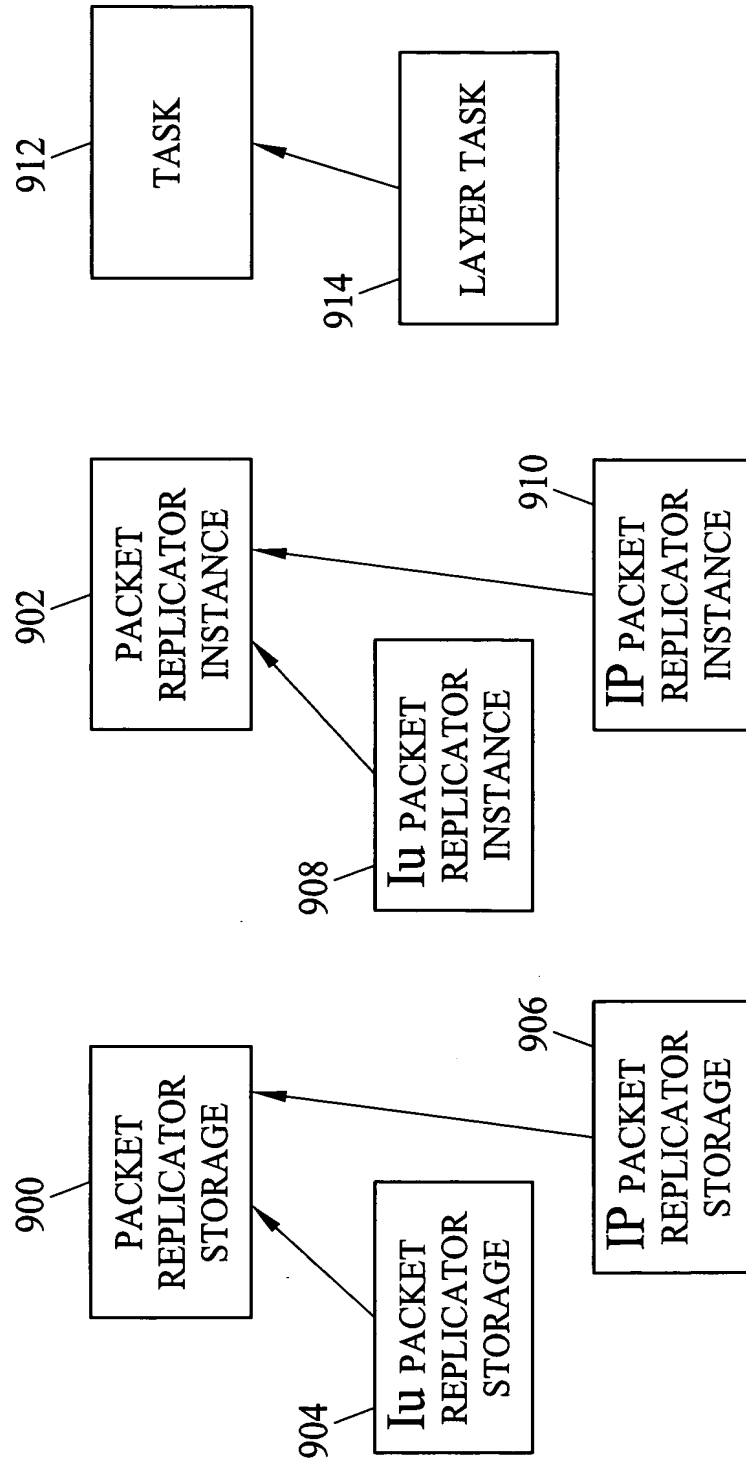 900
PACKET
REPLICATOR
STORAGE
902
PACKET
REPLICATOR
INSTANCE
912
TASK
904
Iu PACKET
REPLICATOR
STORAGE
908
Iu PACKET
REPLICATOR
INSTANCE
914
LAYER TASK
906
IP PACKET
REPLICATOR
STORAGE
910
IP PACKET
REPLICATOR
INSTANCE